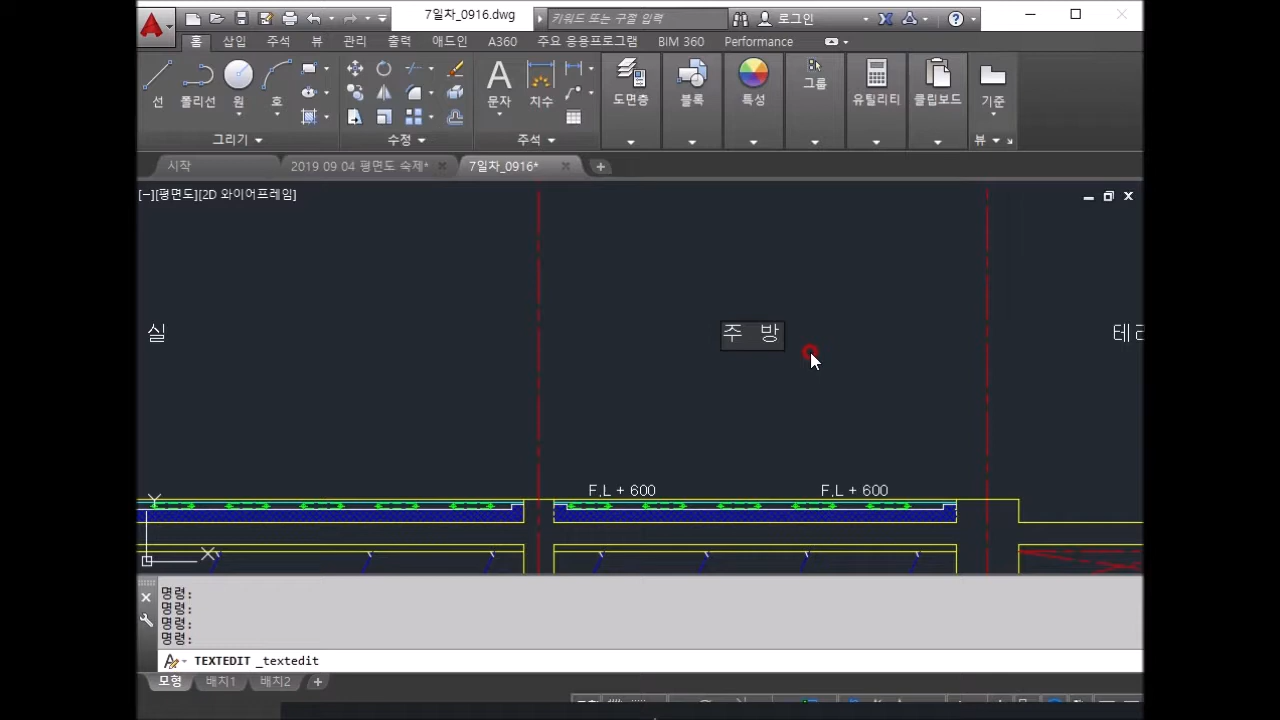 7일차_0916.dwg
키워드 또는 구절 입력
로그인
홈 삽입 주석 뷰 관리 출력 애드인 A360 주요 응용프로그램 BIM 360 Performance
선 폴리선 원 호 문자 치수 도면층 블록 특성 그룹 유틸리티 클립보드 기준
그리기 수정 주석 뷰
시작 2019 09 04 평면도 숙제* 7일차_0916*
[−][평면도][2D 와이어프레임]
실 주 방
F.L + 600 F.L + 600
명령:
명령:
명령:
명령:
TEXTEDIT _textedit
모형 배치1 배치2